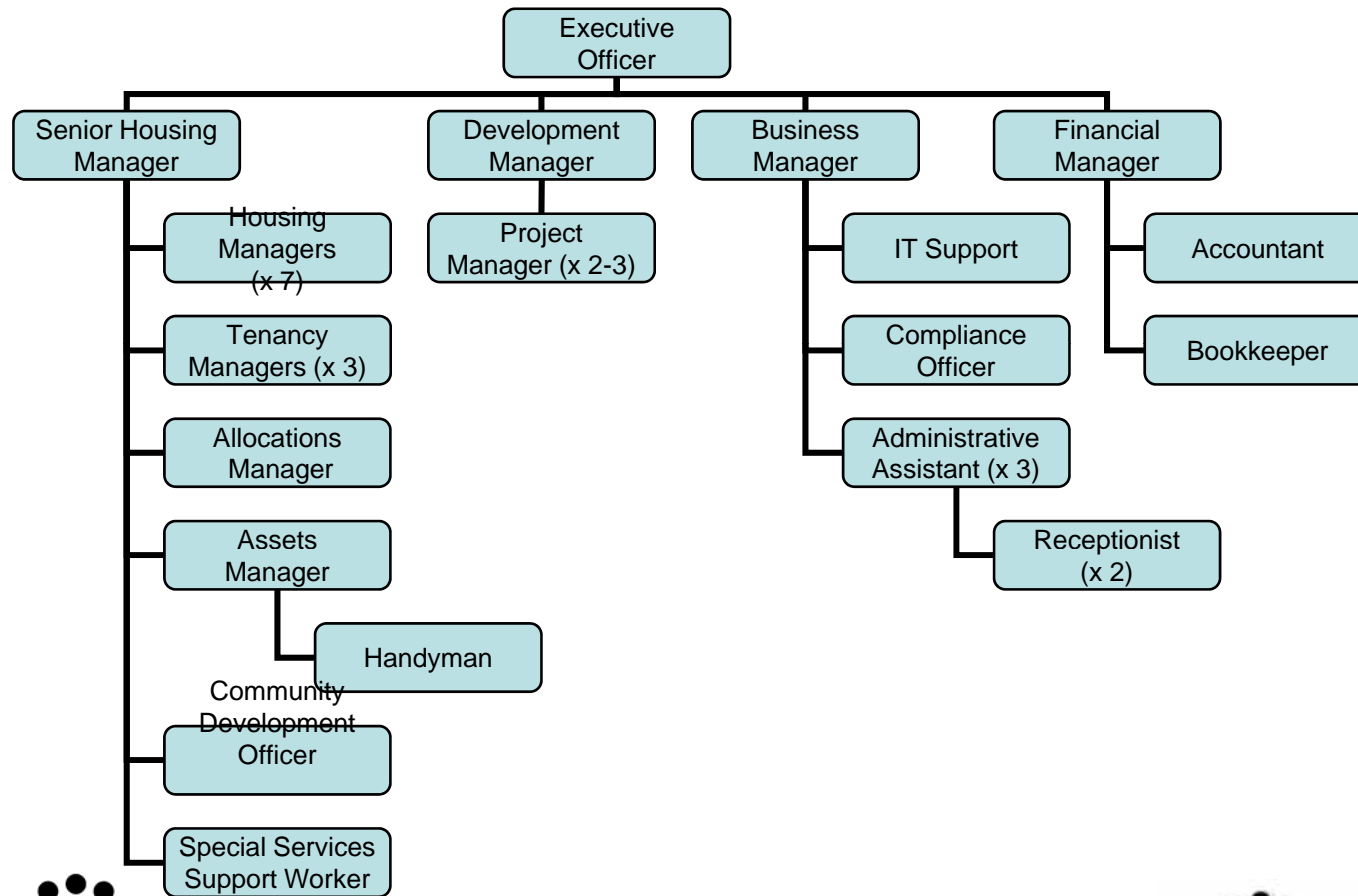 Executive
Officer
Senior Housing
Manager
Development
Manager
Business
Manager
Financial
Manager
Housing
Managers
(x 7)
Project
Manager (x 2-3)
IT Support
Accountant
Tenancy
Managers (x 3)
Compliance
Officer
Bookkeeper
Allocations
Manager
Administrative
Assistant (x 3)
Assets
Manager
Receptionist
(x 2)
Handyman
Community
Development
Officer
Special Services
Support Worker